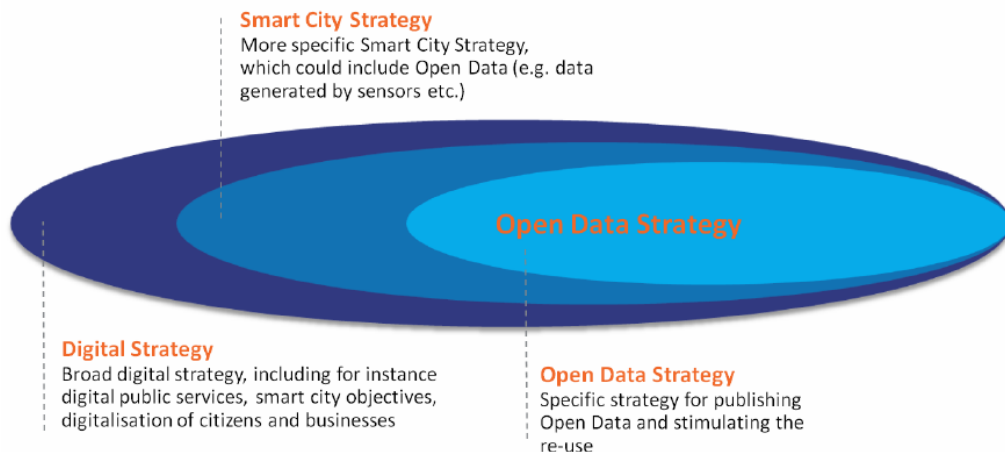 Smart City Strategy
More specific Smart City Strategy,
which could include Open Data (e.g. data
generated by sensors etc.)
Open Data Strategy
Digital Strategy
Broad digital strategy, including for instance
digital public services, smart city objectives,
digitalisation of citizens and businesses
Open Data Strategy
Specific strategy for publishing
Open Data and stimulating the
re-use